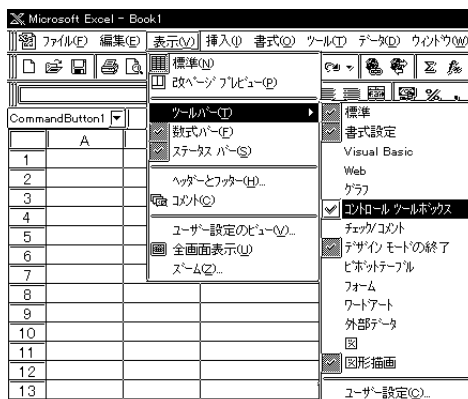 Microsoft Excel - Book1
ファイル(F) 編集(E) 表示(V) 挿入(I) 書式(O) ツール(T) データ(D) ウィンドウ(W)
標準(N)
改ページ プレビュー(P)
ツールバー(T)
数式バー(F)
ステータス バー(S)
ヘッダーとフッター(H)...
コメント(C)
ユーザー設定のビュー(V)...
全画面表示(U)
ズーム(Z)...
標準
書式設定
Visual Basic
Web
グラフ
コントロール ツールボックス
チェック/コメント
デザイン モードの終了
ピボットテーブル
フォーム
ワードアート
外部データ
図
図形描画
ユーザー設定(C)...
Σ fx
% ,
CommandButton1
A
1
2
3
4
5
6
7
8
9
10
11
12
13